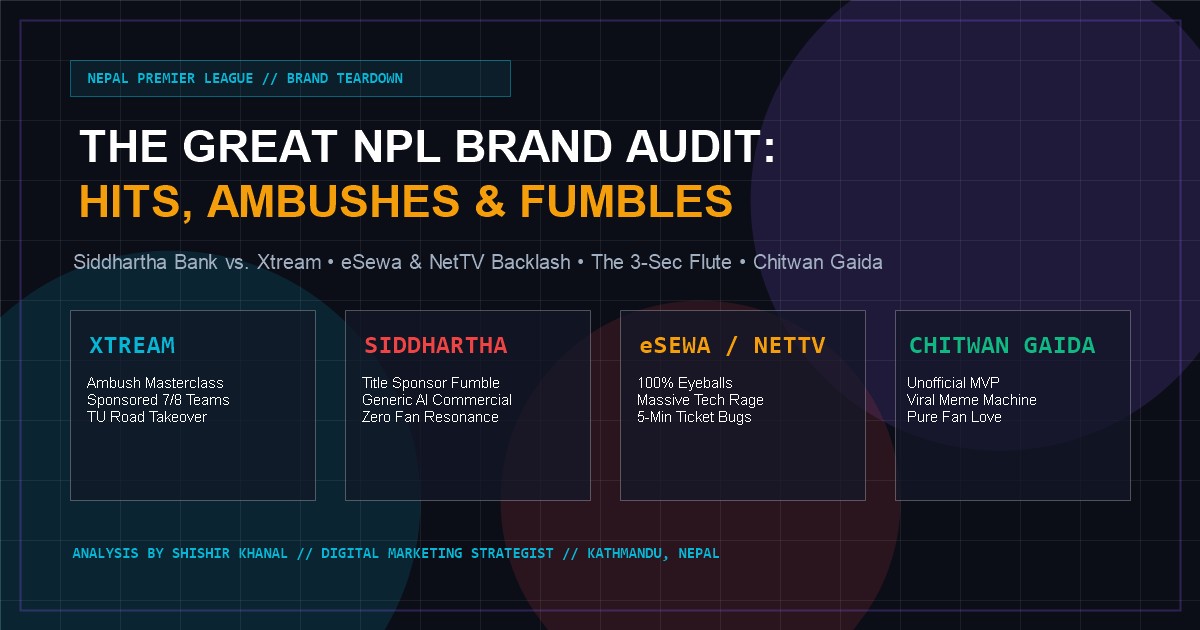 NEPAL PREMIER LEAGUE // BRAND TEARDOWN
THE GREAT NPL BRAND AUDIT:
HITS, AMBUSHES & FUMBLES
Siddhartha Bank vs. Xtream • eSewa & NetTV Backlash • The 3-Sec Flute • Chitwan Gaida
XTREAM
Ambush Masterclass
Sponsored 7/8 Teams
TU Road Takeover
SIDDHARTHA
Title Sponsor Fumble
Generic AI Commercial
Zero Fan Resonance
eSEWA / NETTV
100% Eyeballs
Massive Tech Rage
5-Min Ticket Bugs
CHITWAN GAIDA
Unofficial MVP
Viral Meme Machine
Pure Fan Love
ANALYSIS BY SHISHIR KHANAL // DIGITAL MARKETING STRATEGIST // KATHMANDU, NEPAL